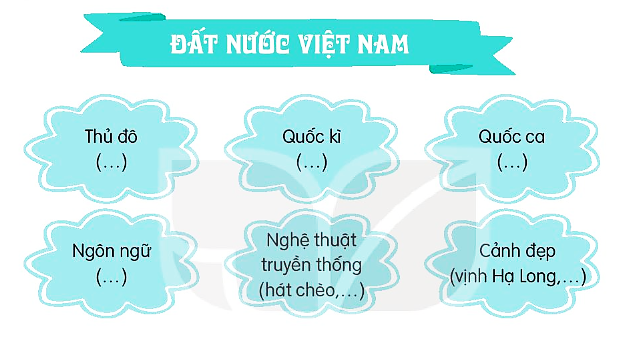 ĐẤT NƯỚC VIỆT NAM
Thủ đô
(...)
Quốc kì
(...)
Quốc ca
(...)
Ngôn ngữ
(...)
Nghệ thuật
truyền thống
(hát chèo,...)
Cảnh đẹp
(vịnh Hạ Long,...)